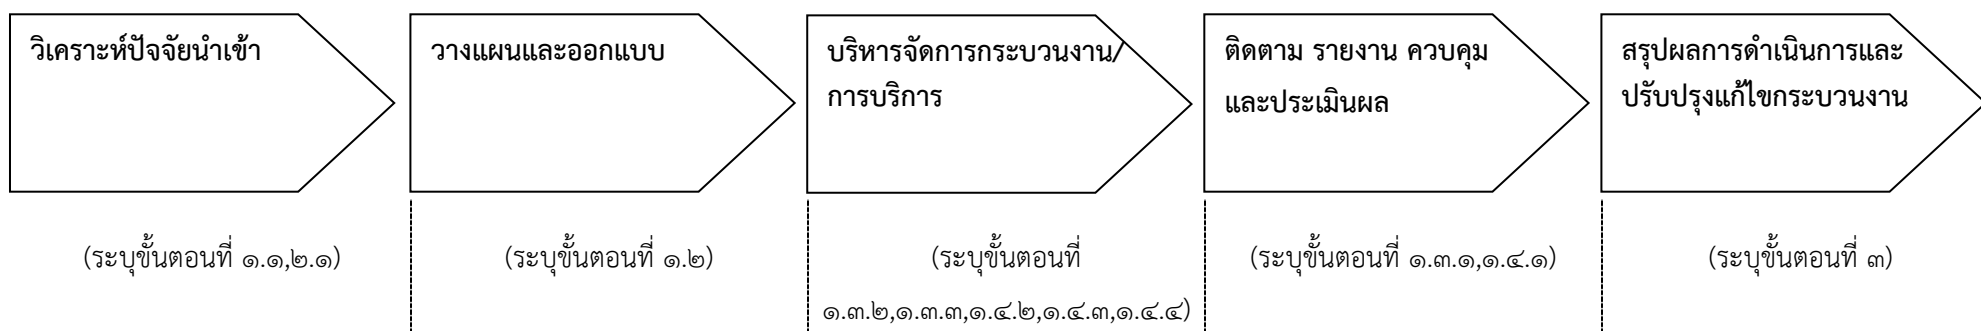 วิเคราะห์ปัจจัยนำเข้า
วางแผนและออกแบบ
บริหารจัดการกระบวนงาน/
การบริการ
ติดตาม รายงาน ควบคุม
และประเมินผล
สรุปผลการดำเนินการและ
ปรับปรุงแก้ไขกระบวนงาน
(ระบุขั้นตอนที่ ๑.๑,๒.๑)
(ระบุขั้นตอนที่ ๑.๒)
(ระบุขั้นตอนที่
๑.๓.๒,๑.๓.๓,๑.๔.๒,๑.๔.๓,๑.๔.๔)
(ระบุขั้นตอนที่ ๑.๓.๑,๑.๔.๑)
(ระบุขั้นตอนที่ ๓)